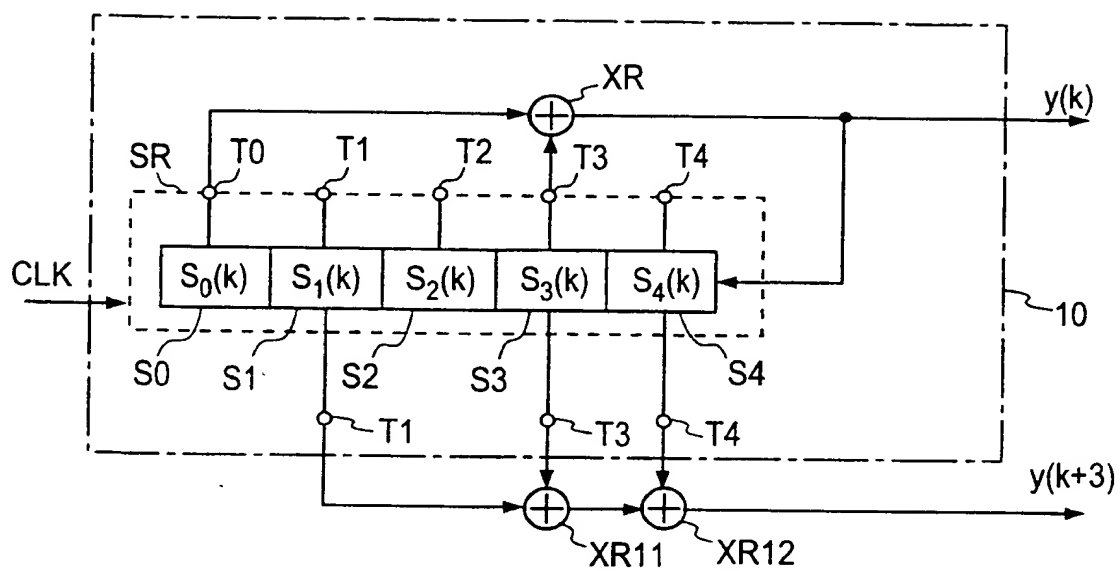 XR
y(k)
SR
T0
T1
T2
T3
T4
CLK
S₀(k)
S₁(k)
S₂(k)
S₃(k)
S₄(k)
10
S0
S1
S2
S3
S4
T1
T3
T4
y(k+3)
XR11
XR12